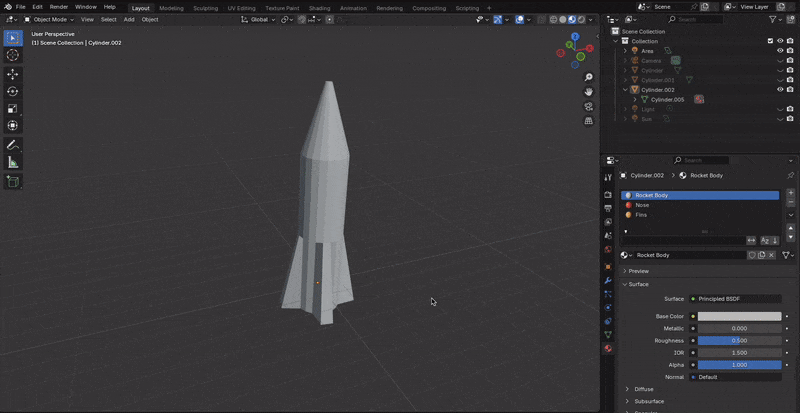 File Edit Render Window Help Layout Modeling Sculpting UV Editing Texture Paint Shading Animation Rendering Compositing Geometry Nodes Scripting + Scene View Layer
Object Mode View Select Add Object Global Search
User Perspective
(1) Scene Collection | Cylinder.002
Scene Collection
Collection
Area
Camera
Cylinder
Cylinder.001
Cylinder.002
Cylinder.005
Light
Sun
Search
Cylinder.002 Rocket Body
Rocket Body
Nose
Fins
Rocket Body
Preview
Surface
Surface Principled BSDF
Base Color
Metallic 0.000
Roughness 0.500
IOR 1.500
Alpha 1.000
Normal Default
Diffuse
Subsurface